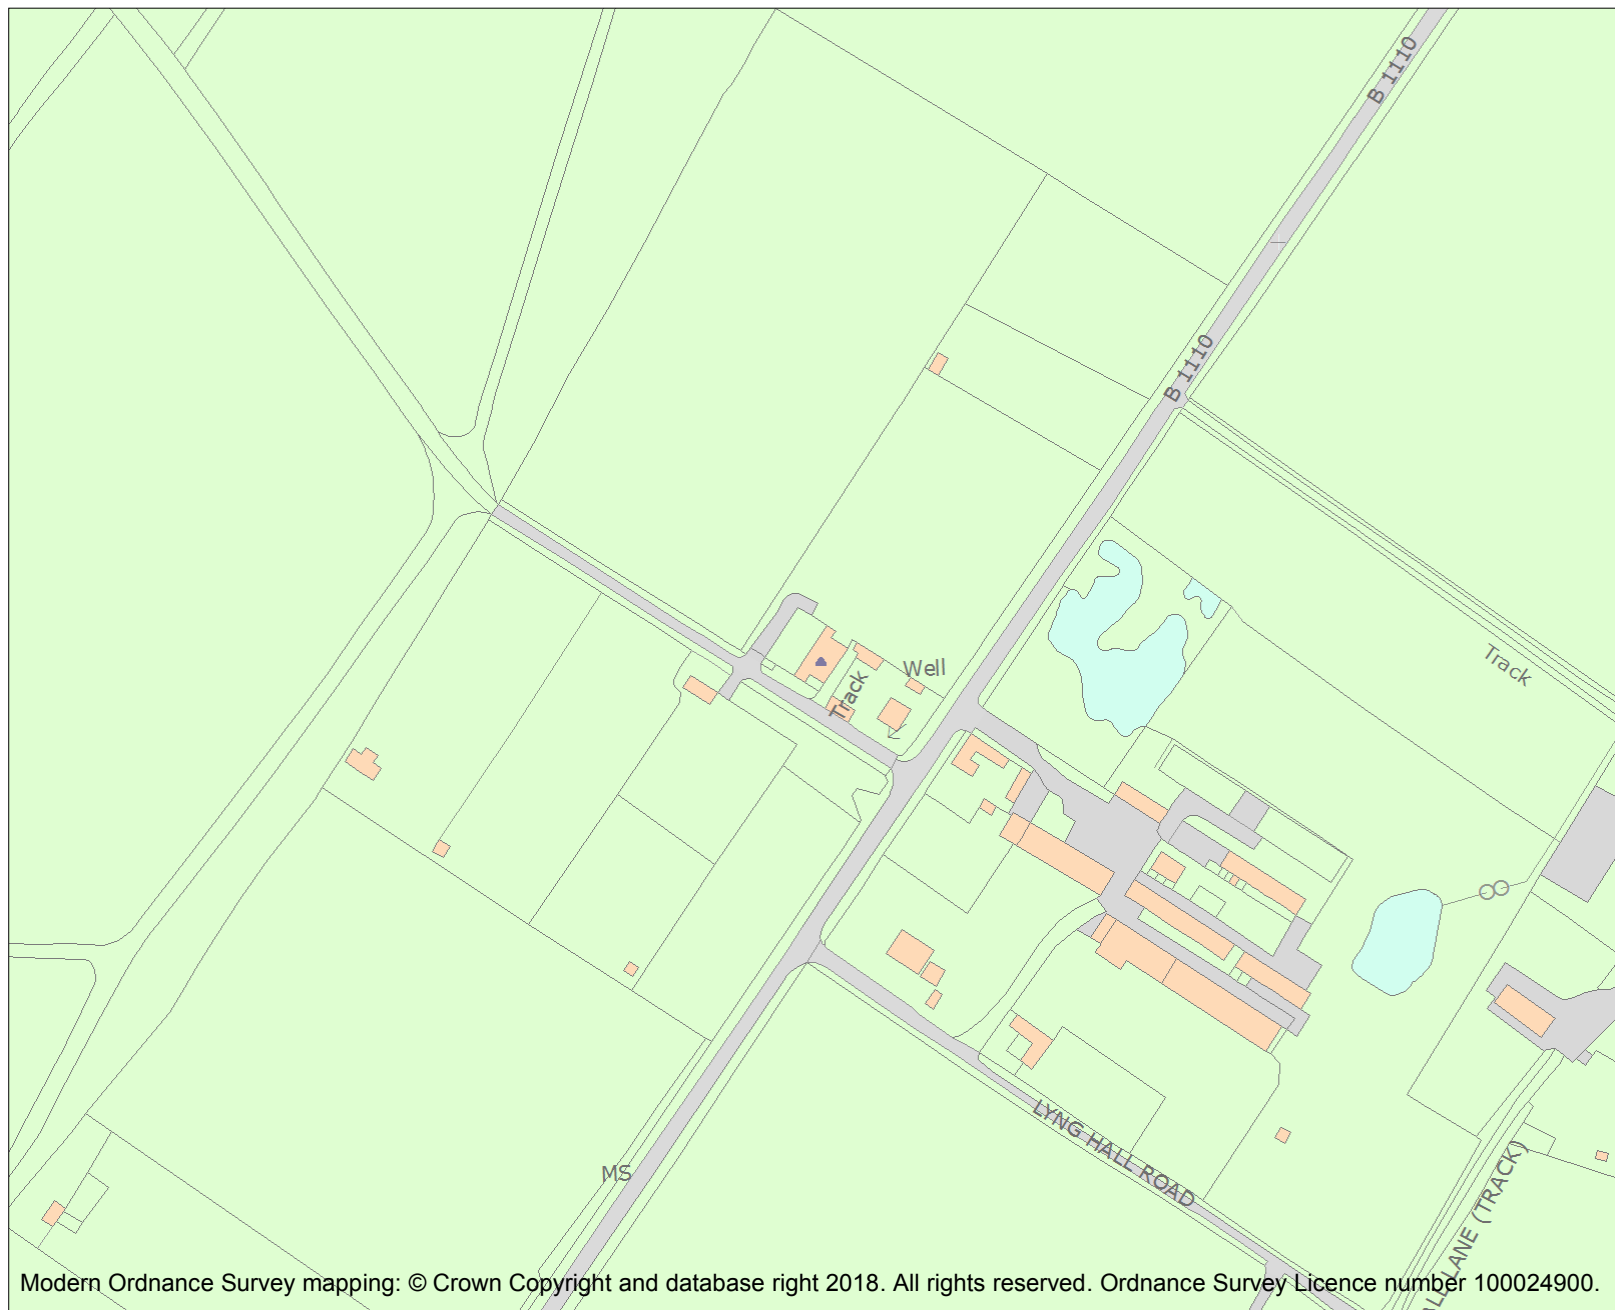 B 1110
B 1110
Track
Well
Track
LYNG HALL ROAD
MS
LANE (TRACK)
Modern Ordnance Survey mapping: © Crown Copyright and database right 2018. All rights reserved. Ordnance Survey Licence number 100024900.